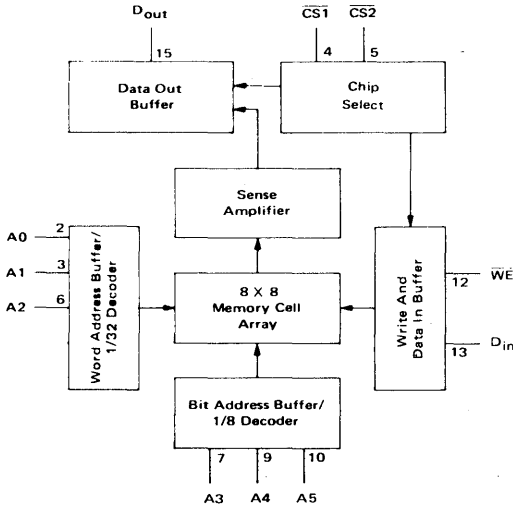 Dout
CS1
CS2
15
4
5
Data Out
Buffer
Chip
Select
Sense
Amplifier
A0
2
A1
3
A2
6
Word Address Buffer/
1/32 Decoder
8 X 8
Memory Cell
Array
Write And
Data In Buffer
WE
12
Din
13
Bit Address Buffer/
1/8 Decoder
7
9
10
A3
A4
A5